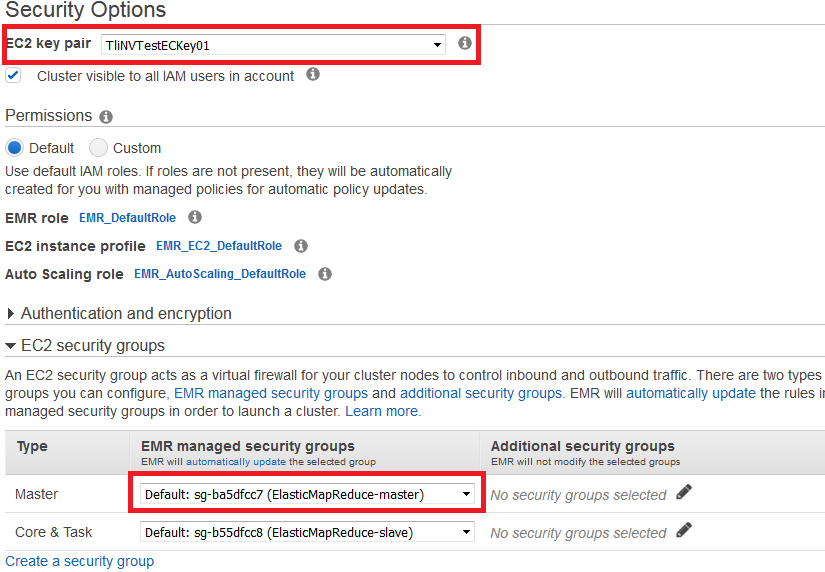 Security Options
EC2 key pair TliNVTestECKey01
Cluster visible to all IAM users in account
Permissions
Default Custom
Use default IAM roles. If roles are not present, they will be automatically
created for you with managed policies for automatic policy updates.
EMR role EMR_DefaultRole
EC2 instance profile EMR_EC2_DefaultRole
Auto Scaling role EMR_AutoScaling_DefaultRole
Authentication and encryption
EC2 security groups
An EC2 security group acts as a virtual firewall for your cluster nodes to control inbound and outbound traffic. There are two types
groups you can configure, EMR managed security groups and additional security groups. EMR will automatically update the rules in
managed security groups in order to launch a cluster. Learn more.
Type EMR managed security groups Additional security groups
EMR will automatically update the selected group EMR will not modify the selected groups
Master Default: sg-ba5dfcc7 (ElasticMapReduce-master) No security groups selected
Core & Task Default: sg-b55dfcc8 (ElasticMapReduce-slave) No security groups selected
Create a security group